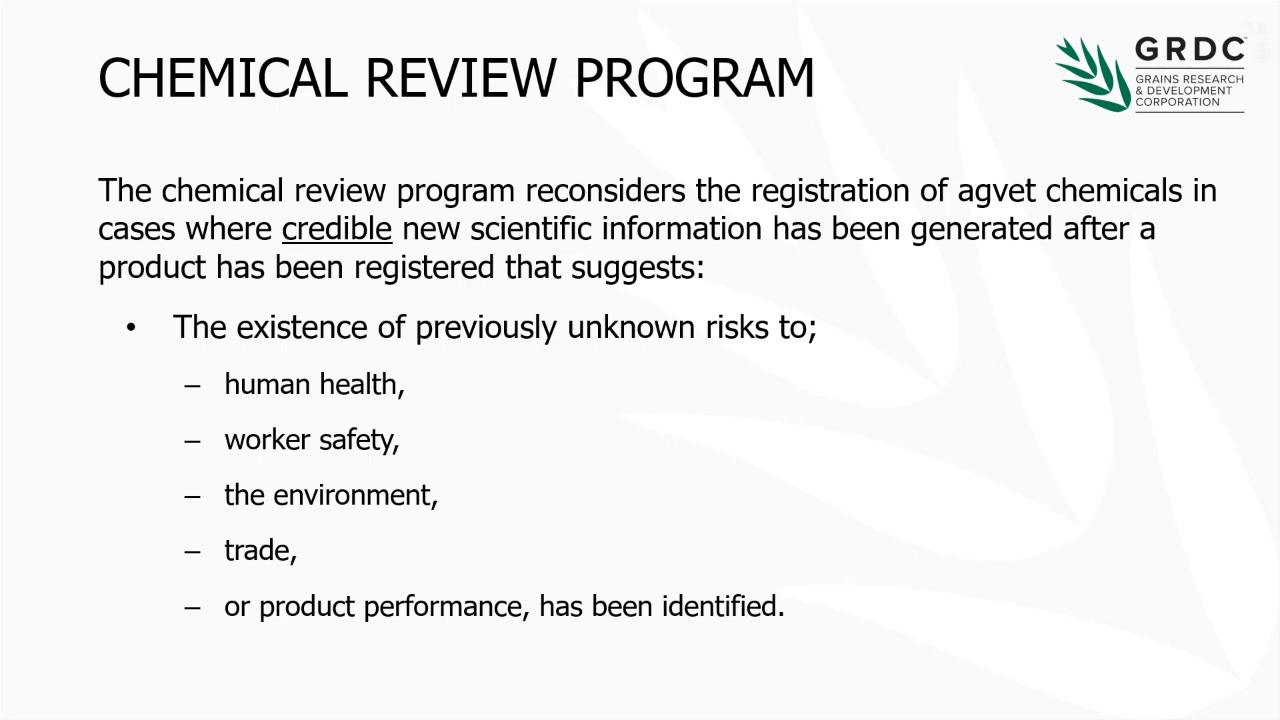 CHEMICAL REVIEW PROGRAM
GRDC™
GRAINS RESEARCH
& DEVELOPMENT
CORPORATION
The chemical review program reconsiders the registration of agvet chemicals in
cases where credible new scientific information has been generated after a
product has been registered that suggests:
• The existence of previously unknown risks to;
– human health,
– worker safety,
– the environment,
– trade,
– or product performance, has been identified.